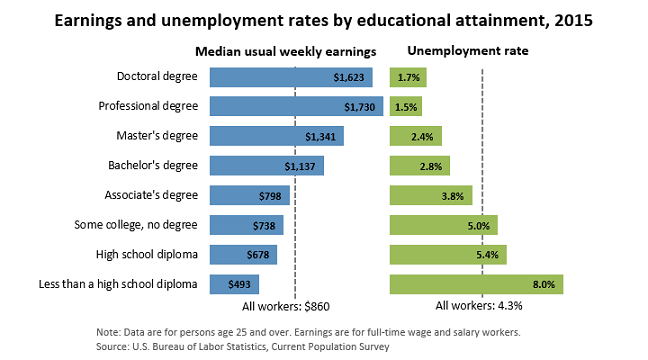 Earnings and unemployment rates by educational attainment, 2015
Median usual weekly earnings
Unemployment rate
Doctoral degree $1,623 1.7%
Professional degree $1,730 1.5%
Master's degree $1,341 2.4%
Bachelor's degree $1,137 2.8%
Associate's degree $798 3.8%
Some college, no degree $738 5.0%
High school diploma $678 5.4%
Less than a high school diploma $493 8.0%
All workers: $860 All workers: 4.3%
Note: Data are for persons age 25 and over. Earnings are for full-time wage and salary workers.
Source: U.S. Bureau of Labor Statistics, Current Population Survey